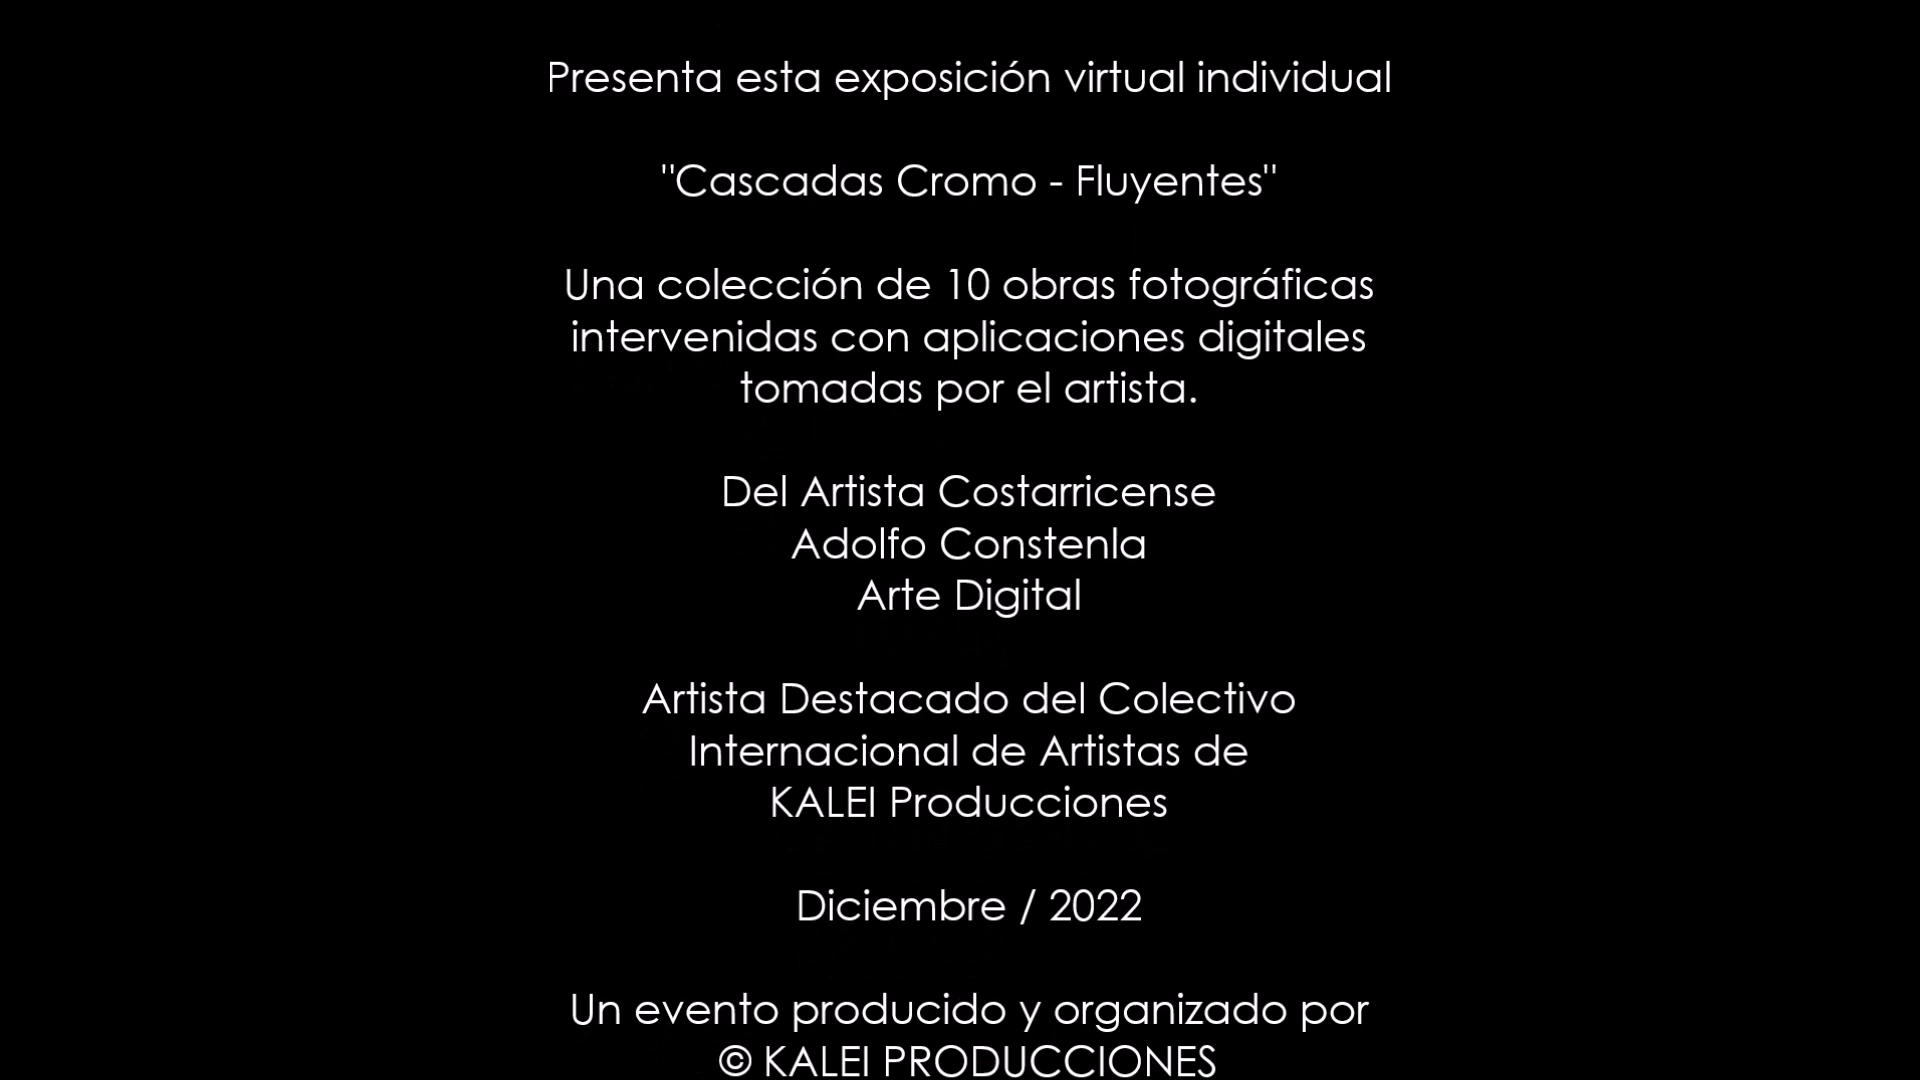 Presenta esta exposición virtual individual
"Cascadas Cromo - Fluyentes"
Una colección de 10 obras fotográficas
intervenidas con aplicaciones digitales
tomadas por el artista.
Del Artista Costarricense
Adolfo Constenla
Arte Digital
Artista Destacado del Colectivo
Internacional de Artistas de
KALEI Producciones
Diciembre / 2022
Un evento producido y organizado por
© KALEI PRODUCCIONES